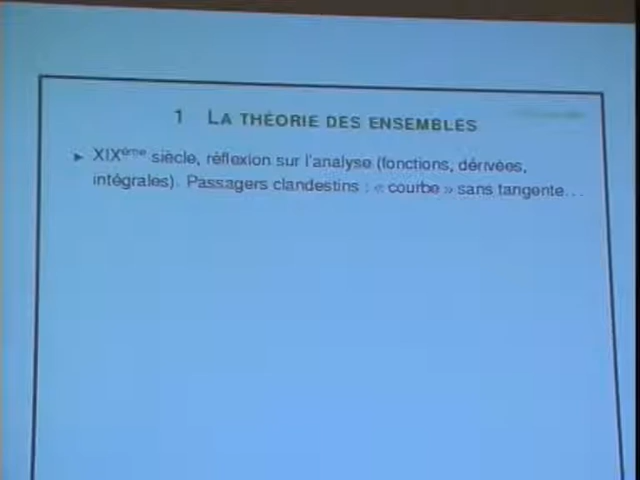 1 LA THÉORIE DES ENSEMBLES
► XIXème siècle, réflexion sur l'analyse (fonctions, dérivées,
intégrales). Passagers clandestins : « courbe » sans tangente...